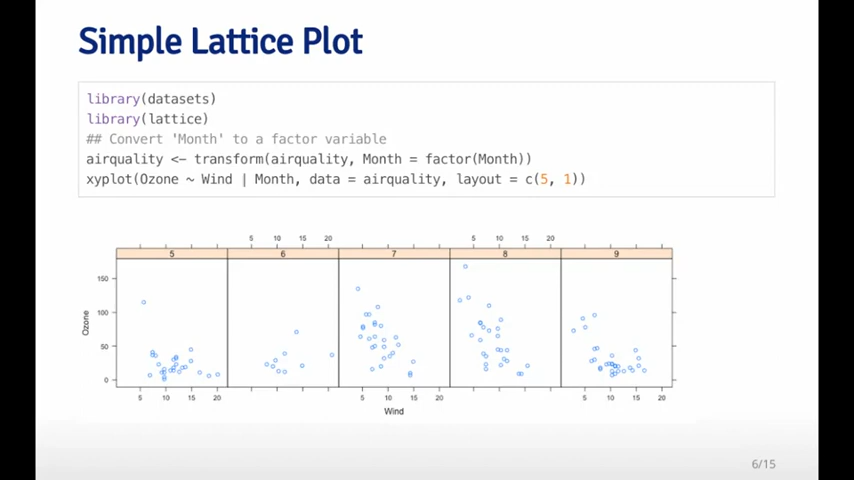 Simple Lattice Plot
library(datasets)
library(lattice)
## Convert 'Month' to a factor variable
airquality <- transform(airquality, Month = factor(Month))
xyplot(Ozone ~ Wind | Month, data = airquality, layout = c(5, 1))
5 10 15 20 5 10 15 20
5 6 7 8 9
150
100
50
0
Ozone
5 10 15 20 5 10 15 20 5 10 15 20
Wind
6/15